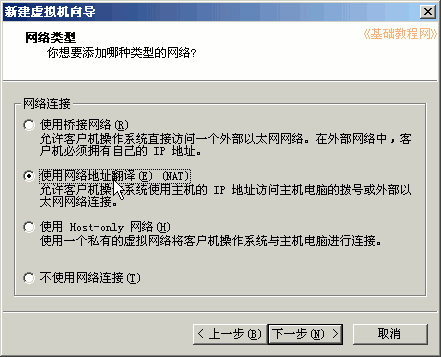 新建虚拟机向导
网络类型
你想要添加哪种类型的网络?
《基础教程网》
网络连接
使用桥接网络(R)
允许客户机操作系统直接访问一个外部以太网网络。在外部网络中，客
户机必须拥有自己的 IP 地址。
使用网络地址翻译(E) (NAT)
允许客户机操作系统使用主机的 IP 地址访问主机电脑的拨号或外部以
太网网络连接。
使用 Host-only 网络(H)
使用一个私有的虚拟网络将客户机操作系统与主机电脑进行连接。
不使用网络连接(T)
< 上一步(B)
下一步(N) >
取消